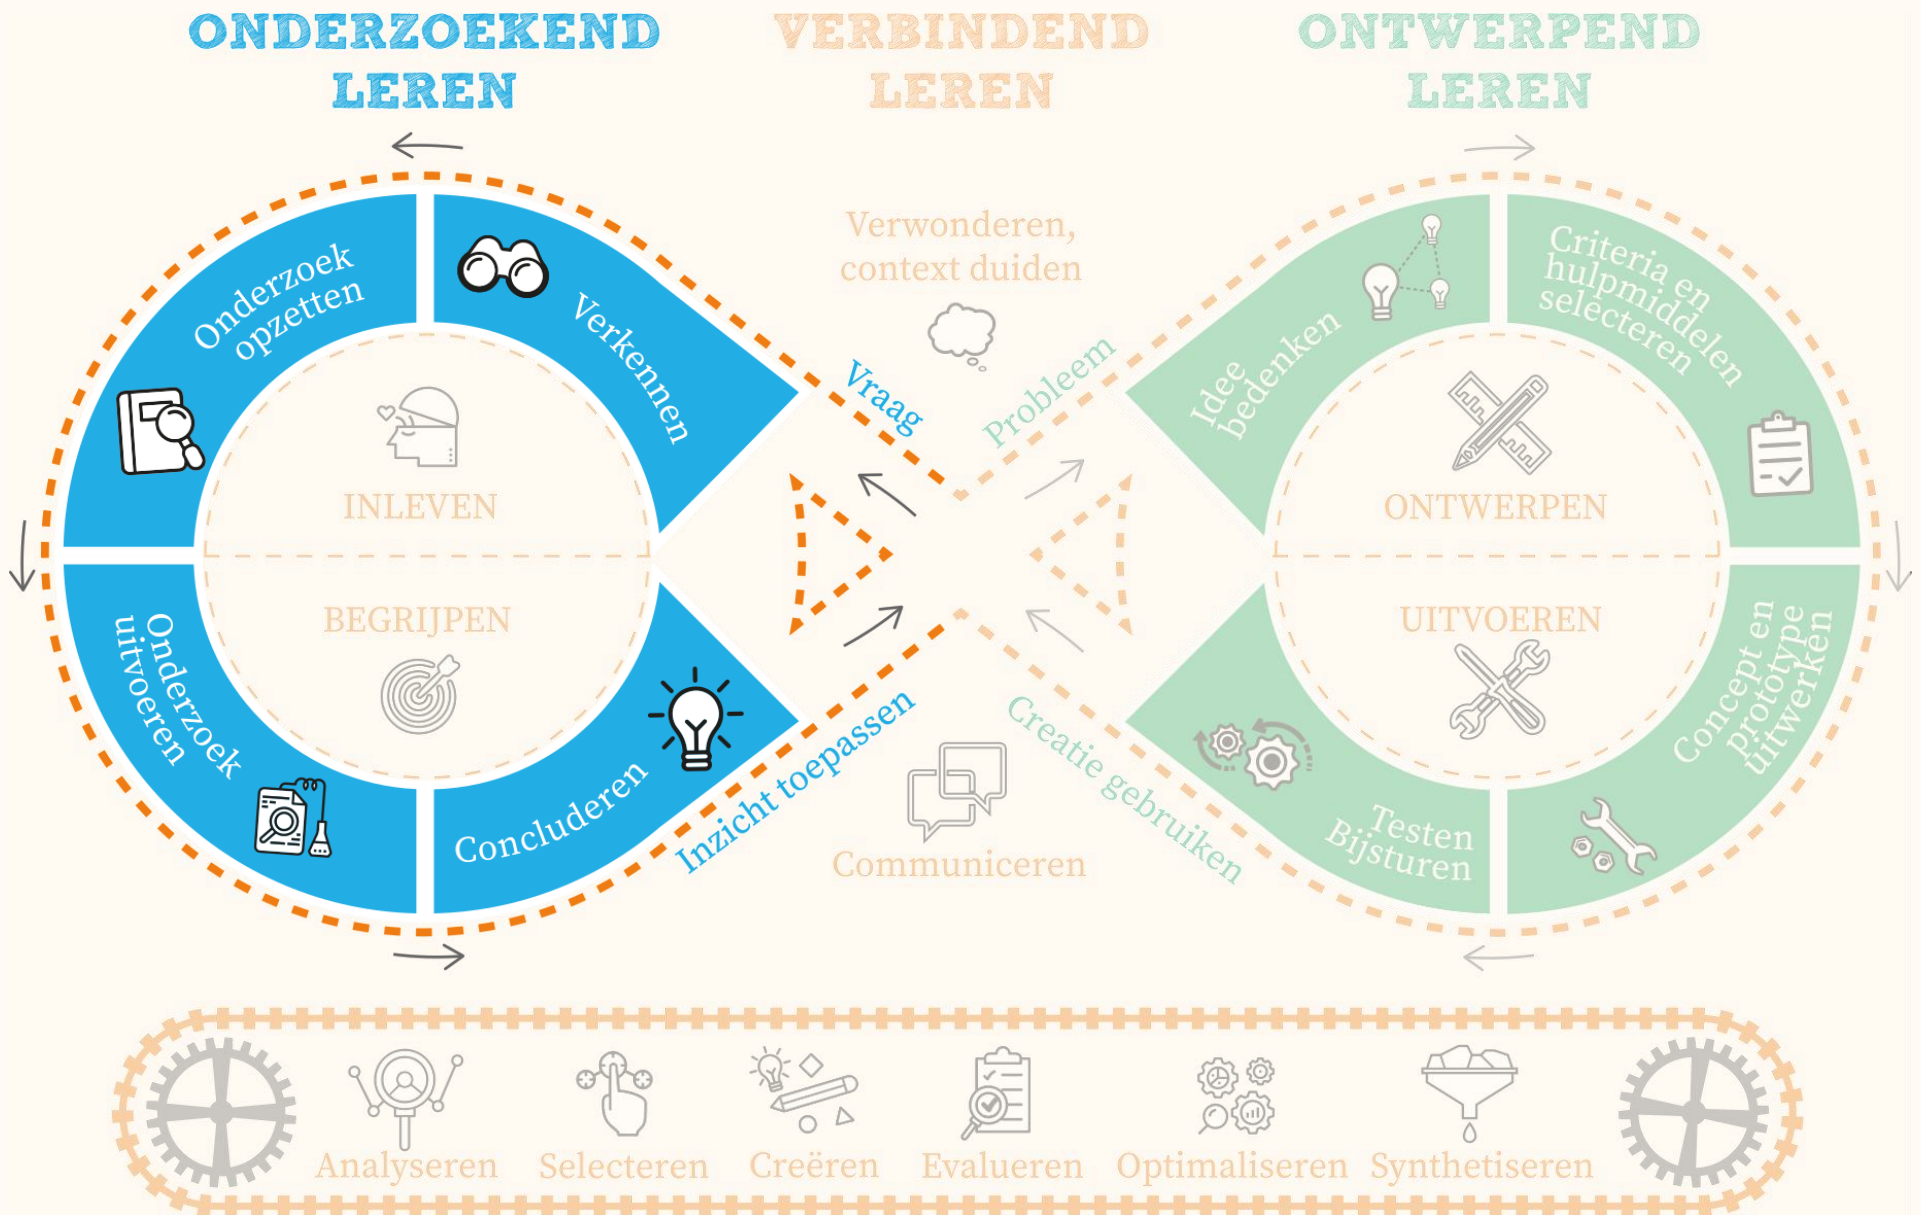 ONDERZOEKEND
LEREN
VERBINDEND
LEREN
ONTWERPEND
LEREN
Onderzoek
opzetten
Verkennen
Verwonderen,
context duiden
Vraag
Probleem
Idee
bedenken
Criteria en
hulpmiddelen
selecteren
INLEVEN
BEGRIJPEN
ONTWERPEN
UITVOEREN
Onderzoek
uitvoeren
Concluderen
Inzicht toepassen
Communiceren
Creatie gebruiken
Testen
Bijsturen
Concept en
prototype
uitwerken
Analyseren
Selecteren
Creëren
Evalueren
Optimaliseren
Synthetiseren